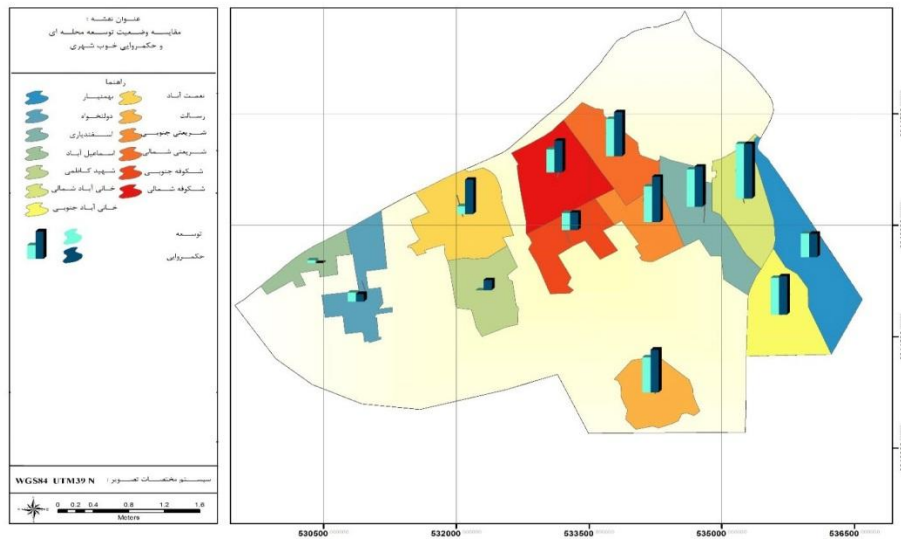 عنوان نقشه :
مقایسه وضعیت توسعه محله ای
و حکمروایی خوب شهری
راهنما
بهمنیار
نعمت آباد
دولتخواه
رسالت
اسفندیاری
شریعتی جنوبی
اسماعیل آباد
شریعتی شمالی
شهید کاظمی
شکوفه جنوبی
خانی آباد شمالی
شکوفه شمالی
خانی آباد جنوبی
توسعه
حکمروایی
سیستم مختصات تصویر : WGS84 UTM39 N
0 0.2 0.4 0.8 1.2 1.6
Meters
530500
532000
533500
535000
536500